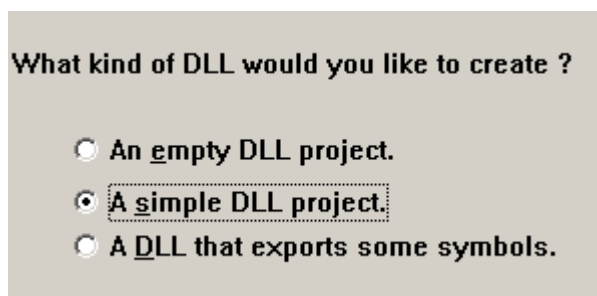 What kind of DLL would you like to create ?
An empty DLL project.
A simple DLL project.
A DLL that exports some symbols.